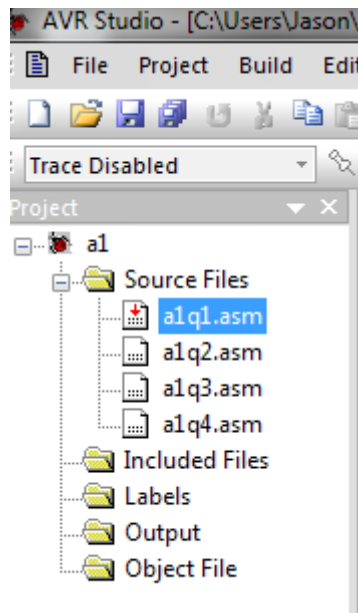 AVR Studio - [C:\Users\Jason\
File Project Build Edit
Trace Disabled
Project
a1
Source Files
a1q1.asm
a1q2.asm
a1q3.asm
a1q4.asm
Included Files
Labels
Output
Object File